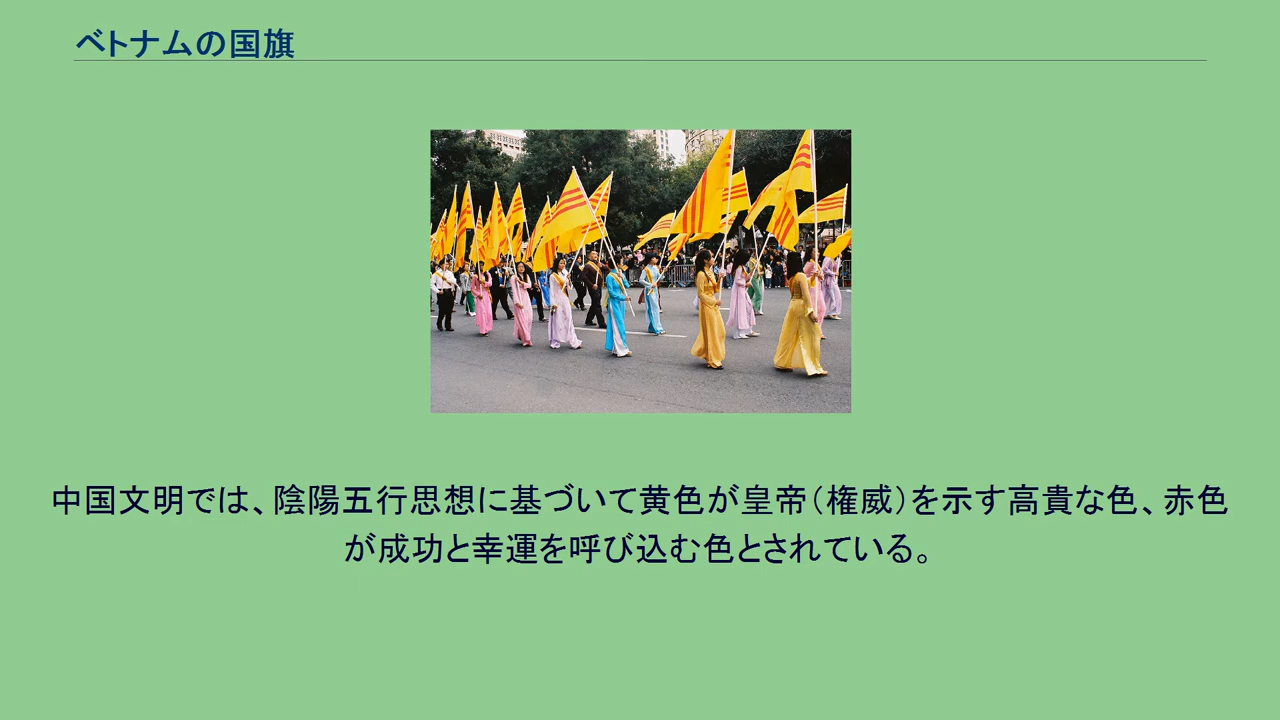 ベトナムの国旗
中国文明では、陰陽五行思想に基づいて黄色が皇帝（権威）を示す高貴な色、赤色
が成功と幸運を呼び込む色とされている。